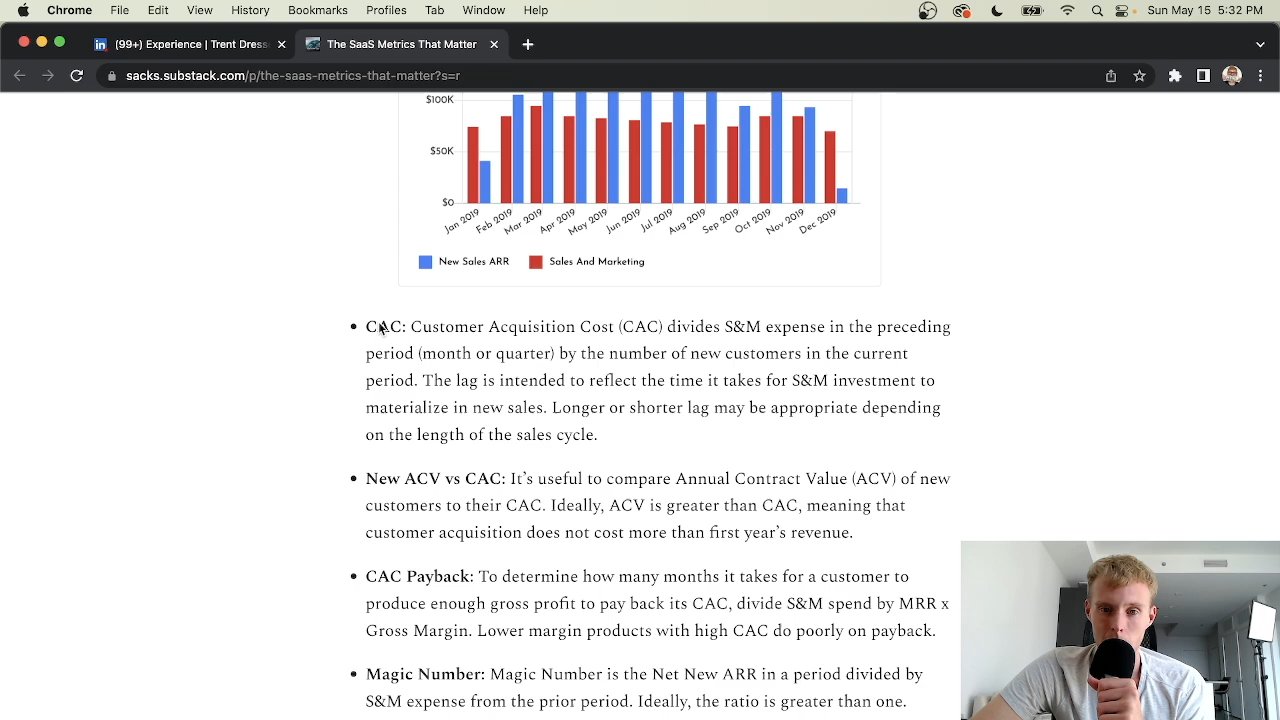 Chrome File Edit View History Bookmarks Profiles Tab Window Help Sun May 15 5:32 PM
(99+) Experience | Trent Dress The SaaS Metrics That Matter
sacks.substack.com/p/the-saas-metrics-that-matter?s=r
$100K
$50K
$0
Jan 2019 Feb 2019 Mar 2019 Apr 2019 May 2019 Jun 2019 Jul 2019 Aug 2019 Sep 2019 Oct 2019 Nov 2019 Dec 2019
New Sales ARR Sales And Marketing
• CAC: Customer Acquisition Cost (CAC) divides S&M expense in the preceding
period (month or quarter) by the number of new customers in the current
period. The lag is intended to reflect the time it takes for S&M investment to
materialize in new sales. Longer or shorter lag may be appropriate depending
on the length of the sales cycle.
• New ACV vs CAC: It’s useful to compare Annual Contract Value (ACV) of new
customers to their CAC. Ideally, ACV is greater than CAC, meaning that
customer acquisition does not cost more than first year’s revenue.
• CAC Payback: To determine how many months it takes for a customer to
produce enough gross profit to pay back its CAC, divide S&M spend by MRR x
Gross Margin. Lower margin products with high CAC do poorly on payback.
• Magic Number: Magic Number is the Net New ARR in a period divided by
S&M expense from the prior period. Ideally, the ratio is greater than one.